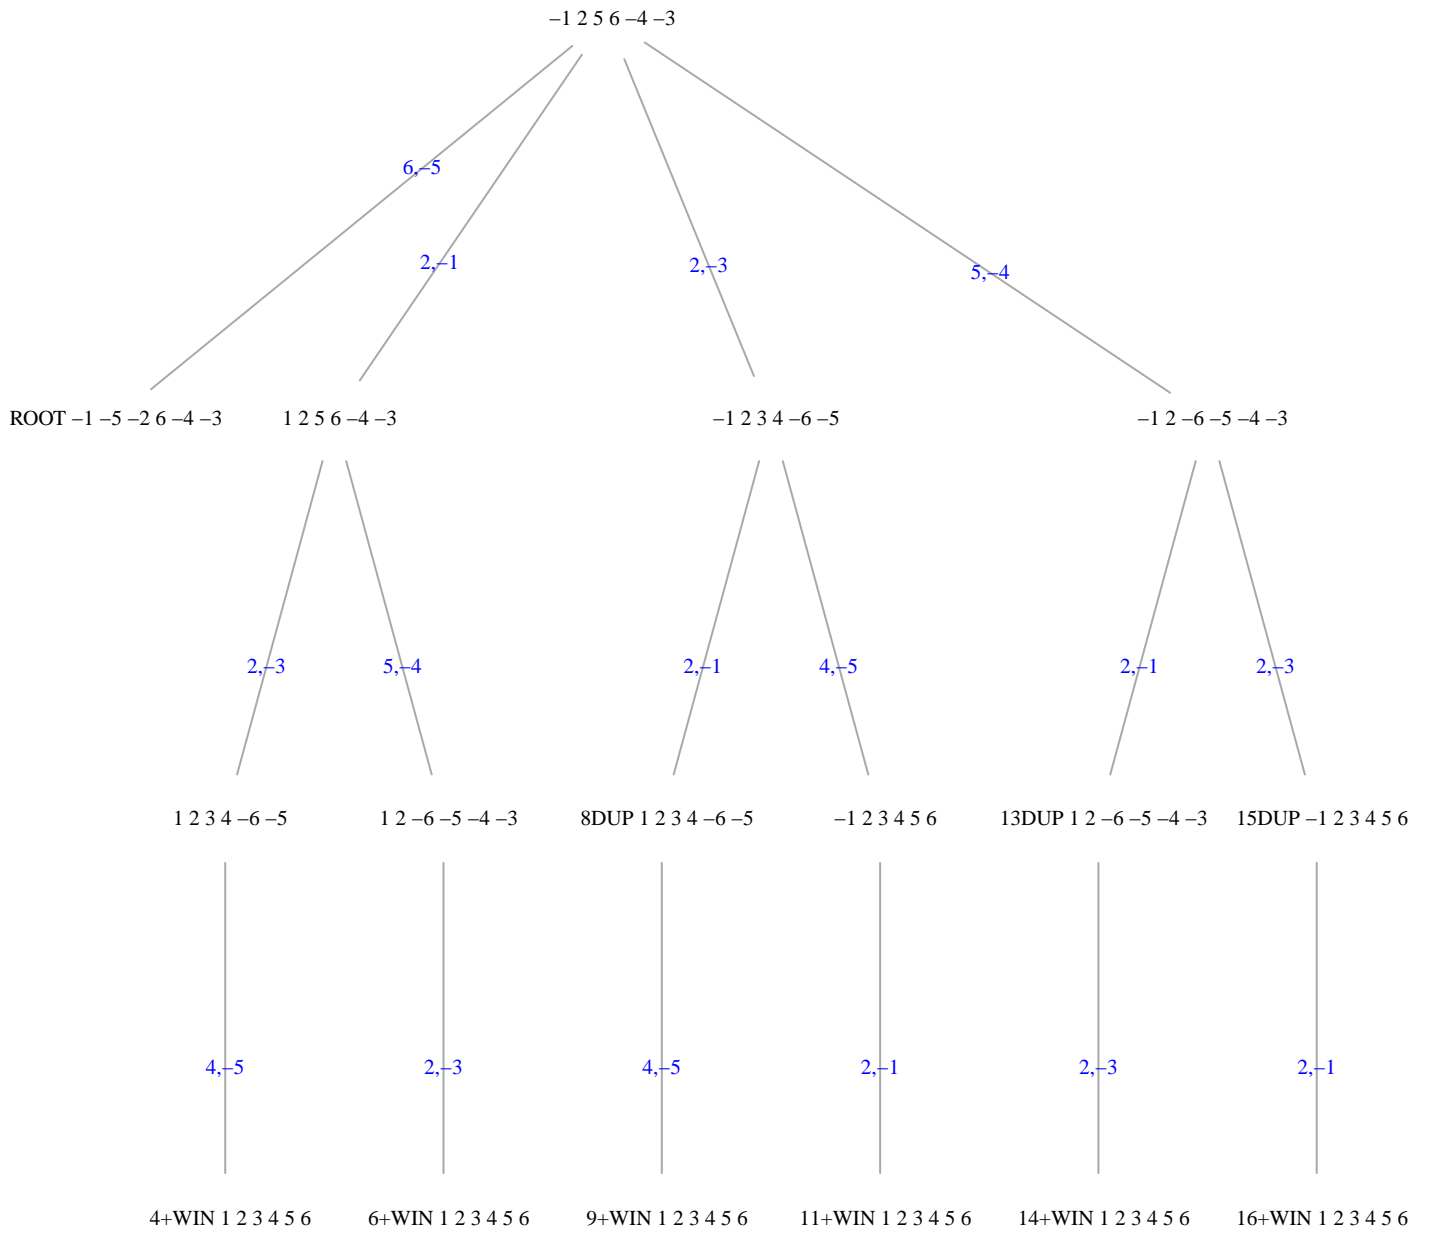 –1 2 5 6 –4 –3
6,–5
2,–1
2,–3
5,–4
ROOT –1 –5 –2 6 –4 –3
1 2 5 6 –4 –3
–1 2 3 4 –6 –5
–1 2 –6 –5 –4 –3
2,–3
5,–4
2,–1
4,–5
2,–1
2,–3
1 2 3 4 –6 –5
1 2 –6 –5 –4 –3
8DUP 1 2 3 4 –6 –5
–1 2 3 4 5 6
13DUP 1 2 –6 –5 –4 –3
15DUP –1 2 3 4 5 6
4,–5
2,–3
4,–5
2,–1
2,–3
2,–1
4+WIN 1 2 3 4 5 6
6+WIN 1 2 3 4 5 6
9+WIN 1 2 3 4 5 6
11+WIN 1 2 3 4 5 6
14+WIN 1 2 3 4 5 6
16+WIN 1 2 3 4 5 6